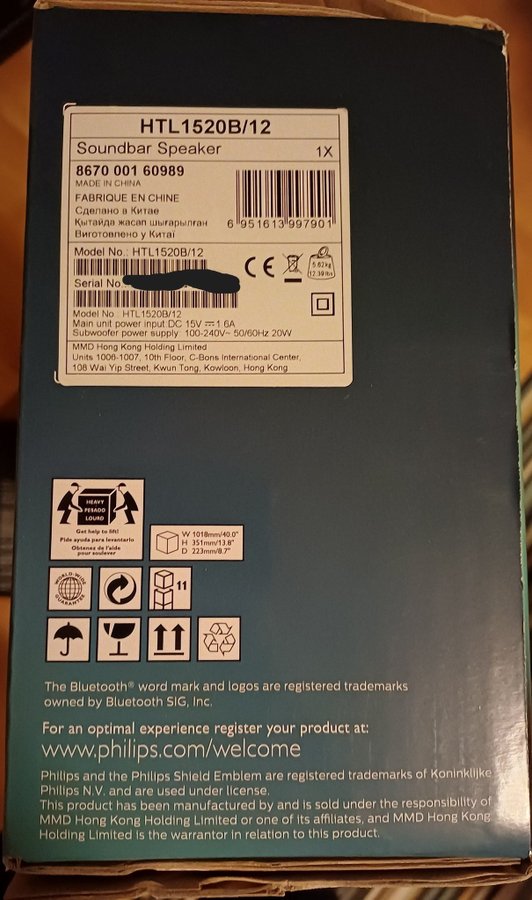 HTL1520B/12
Soundbar Speaker 1X
8670 001 60989
MADE IN CHINA
FABRIQUE EN CHINE
Сделано в Китае
Қытайда жасап шығарылған
Виготовлено у Китаї
6 951613 997901
Model No.: HTL1520B/12
Serial No.
CE
5.62kg
12.39lbs
Model No.: HTL1520B/12
Main unit power input:DC 15V ⎓ 1.6A
Subwoofer power supply: 100-240V~ 50/60Hz 20W
MMD Hong Kong Holding Limited
Units 1006-1007, 10th Floor, C-Bons International Center,
108 Wai Yip Street, Kwun Tong, Kowloon, Hong Kong
HEAVY
PESADO
LOURD
Get help to lift!
Pide ayuda para levantarlo
Obtenez de l'aide
pour soulever
W 1018mm/40.0"
H 351mm/13.8"
D 223mm/8.7"
WORLD-WIDE
GUARANTEE
11
The Bluetooth® word mark and logos are registered trademarks
owned by Bluetooth SIG, Inc.
For an optimal experience register your product at:
www.philips.com/welcome
Philips and the Philips Shield Emblem are registered trademarks of Koninklijke
Philips N.V. and are used under license.
This product has been manufactured by and is sold under the responsibility of
MMD Hong Kong Holding Limited or one of its affiliates, and MMD Hong Kong
Holding Limited is the warrantor in relation to this product.